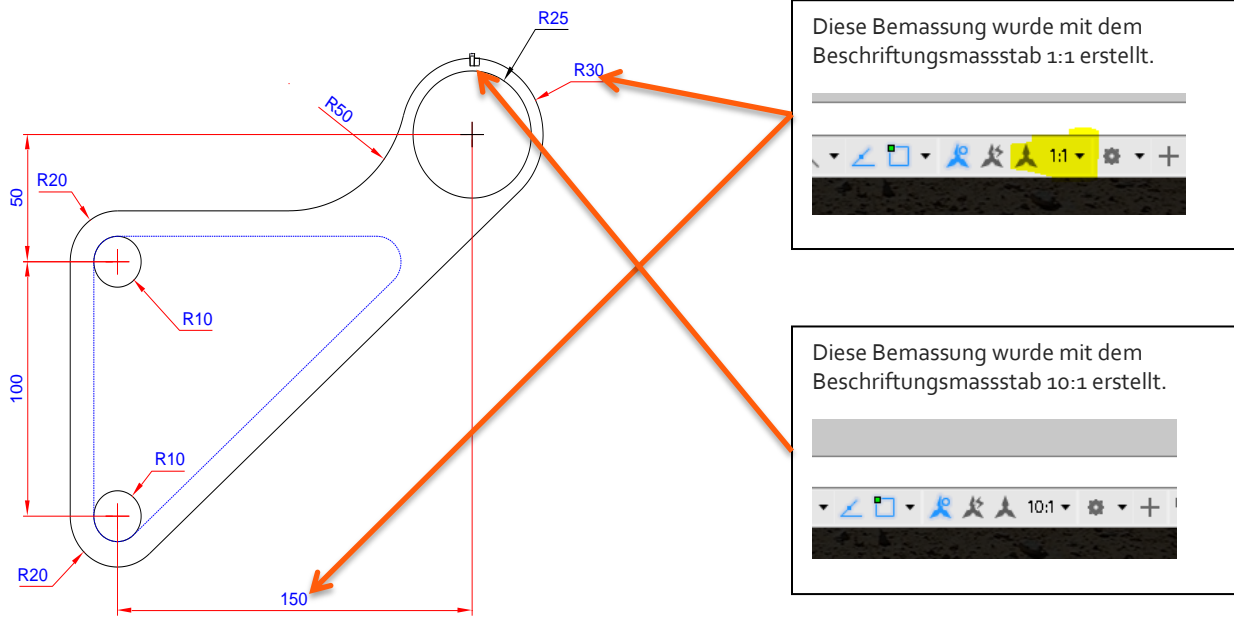 R25
R30
R50
50
R20
R10
100
R10
R20
150
Diese Bemassung wurde mit dem
Beschriftungsmassstab 1:1 erstellt.
1:1
Diese Bemassung wurde mit dem
Beschriftungsmassstab 10:1 erstellt.
10:1